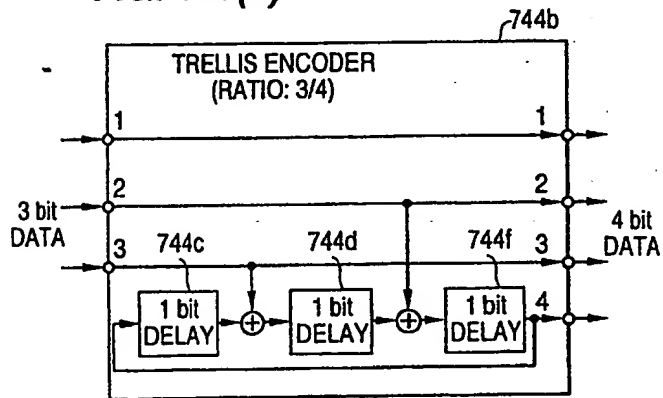 744b
TRELLIS ENCODER
(RATIO: 3/4)
1 1
2 2
3 bit
DATA
3 744c 744d 744f 3
4 bit
DATA
1 bit
DELAY
1 bit
DELAY
1 bit
DELAY
4